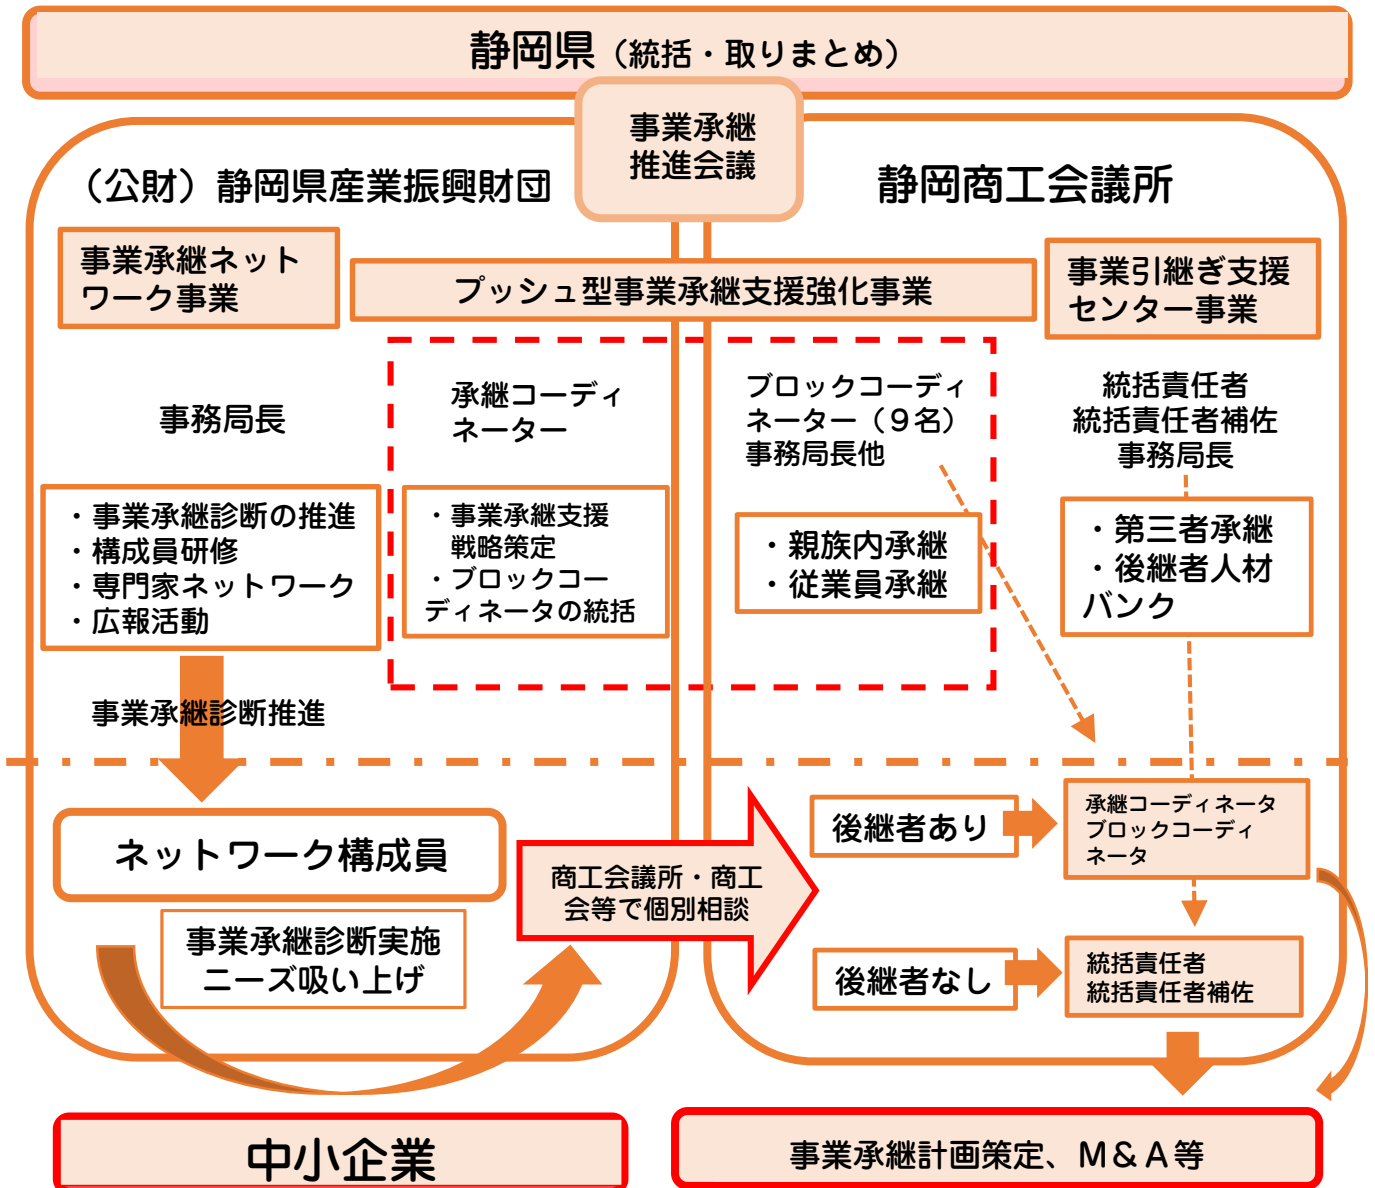 静岡県（統括・取りまとめ）
事業承継
推進会議
（公財）静岡県産業振興財団
静岡商工会議所
事業承継ネット
ワーク事業
プッシュ型事業承継支援強化事業
事業引継ぎ支援
センター事業
事務局長
承継コーディ
ネーター
ブロックコーディ
ネーター（９名）
事務局長他
統括責任者
統括責任者補佐
事務局長
・事業承継診断の推進
・構成員研修
・専門家ネットワーク
・広報活動
・事業承継支援
戦略策定
・ブロックコー
ディネータの統括
・親族内承継
・従業員承継
・第三者承継
・後継者人材
バンク
事業承継診断推進
ネットワーク構成員
事業承継診断実施
ニーズ吸い上げ
商工会議所・商工
会等で個別相談
後継者あり
承継コーディネータ
ブロックコーディ
ネータ
後継者なし
統括責任者
統括責任者補佐
中小企業
事業承継計画策定、Ｍ＆Ａ等